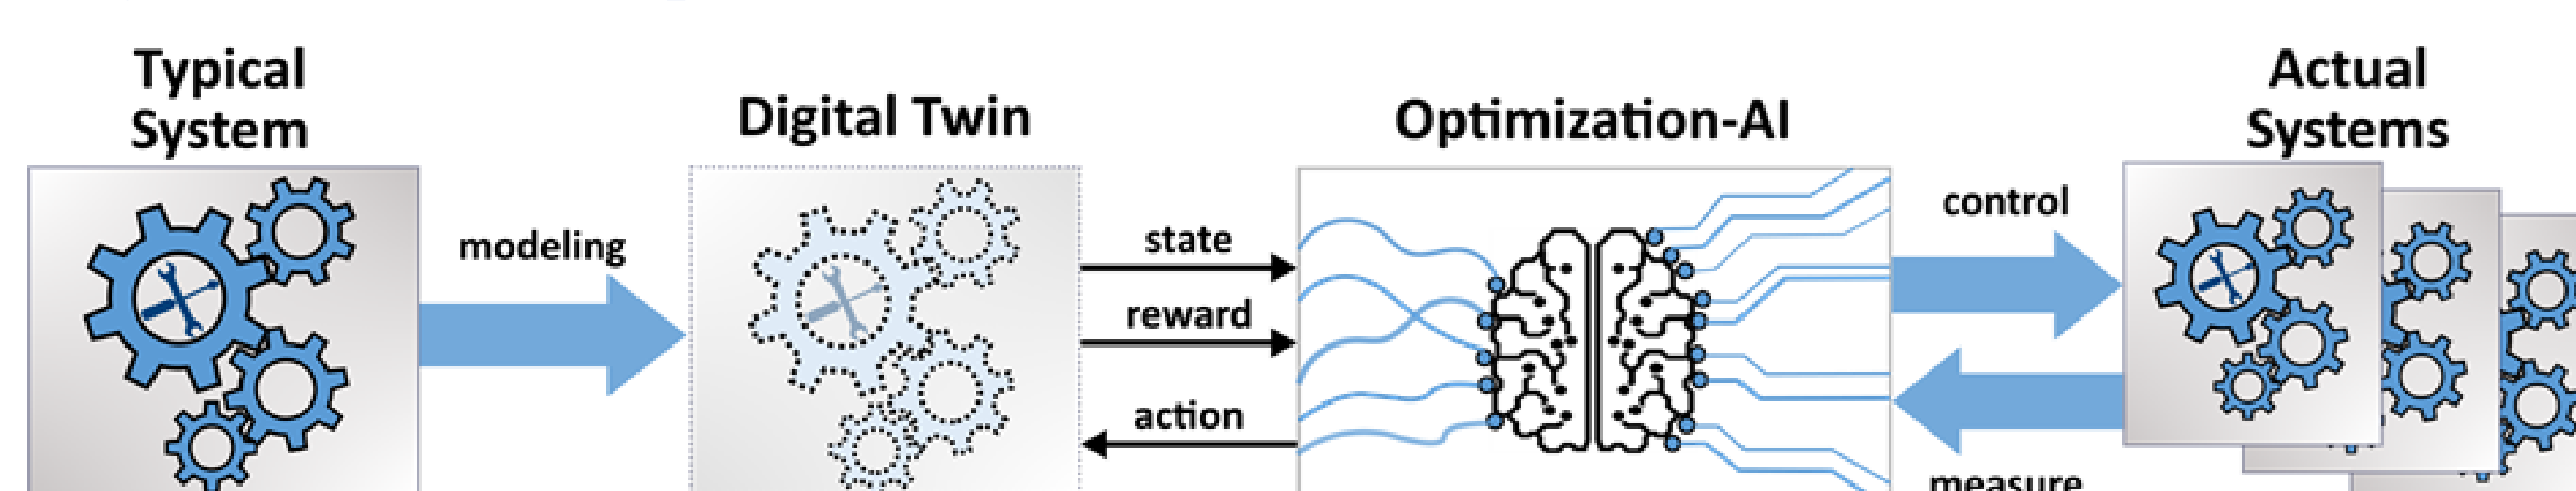 Typical
System
modeling
Digital Twin
state
reward
action
Optimization-AI
control
measure
Actual
Systems